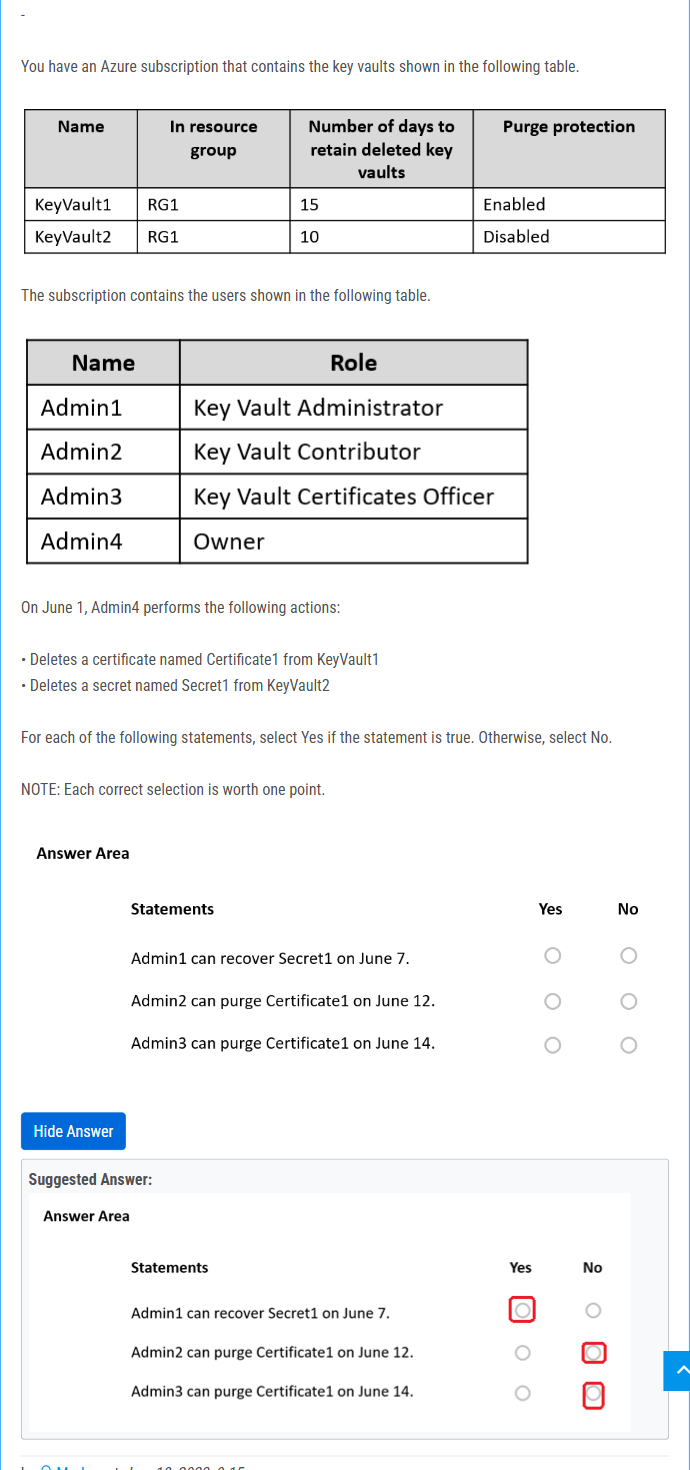 -
You have an Azure subscription that contains the key vaults shown in the following table.
Name In resource group Number of days to retain deleted key vaults Purge protection
KeyVault1 RG1 15 Enabled
KeyVault2 RG1 10 Disabled
The subscription contains the users shown in the following table.
Name Role
Admin1 Key Vault Administrator
Admin2 Key Vault Contributor
Admin3 Key Vault Certificates Officer
Admin4 Owner
On June 1, Admin4 performs the following actions:
• Deletes a certificate named Certificate1 from KeyVault1
• Deletes a secret named Secret1 from KeyVault2
For each of the following statements, select Yes if the statement is true. Otherwise, select No.
NOTE: Each correct selection is worth one point.
Answer Area
Statements Yes No
Admin1 can recover Secret1 on June 7.
Admin2 can purge Certificate1 on June 12.
Admin3 can purge Certificate1 on June 14.
Hide Answer
Suggested Answer:
Answer Area
Statements Yes No
Admin1 can recover Secret1 on June 7.
Admin2 can purge Certificate1 on June 12.
Admin3 can purge Certificate1 on June 14.